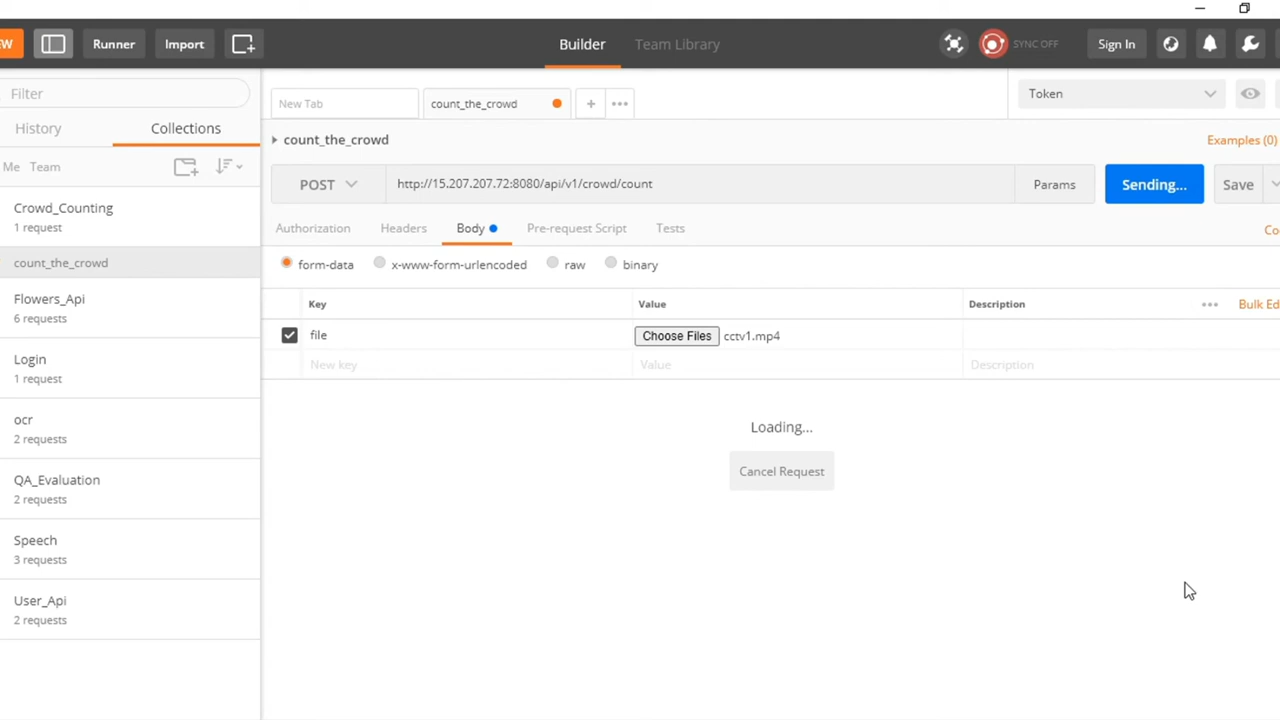 EW Runner Import Builder Team Library SYNC OFF Sign In
Filter
New Tab count_the_crowd Token
History Collections
count_the_crowd Examples (0)
Me Team
POST http://15.207.207.72:8080/api/v1/crowd/count Params Sending... Save
Crowd_Counting
1 request
Authorization Headers Body Pre-request Script Tests Co
count_the_crowd
form-data x-www-form-urlencoded raw binary
Flowers_Api
6 requests
Key Value Description Bulk Ed
file Choose Files cctv1.mp4
New key Value Description
Login
1 request
ocr
2 requests
Loading...
Cancel Request
QA_Evaluation
2 requests
Speech
3 requests
User_Api
2 requests